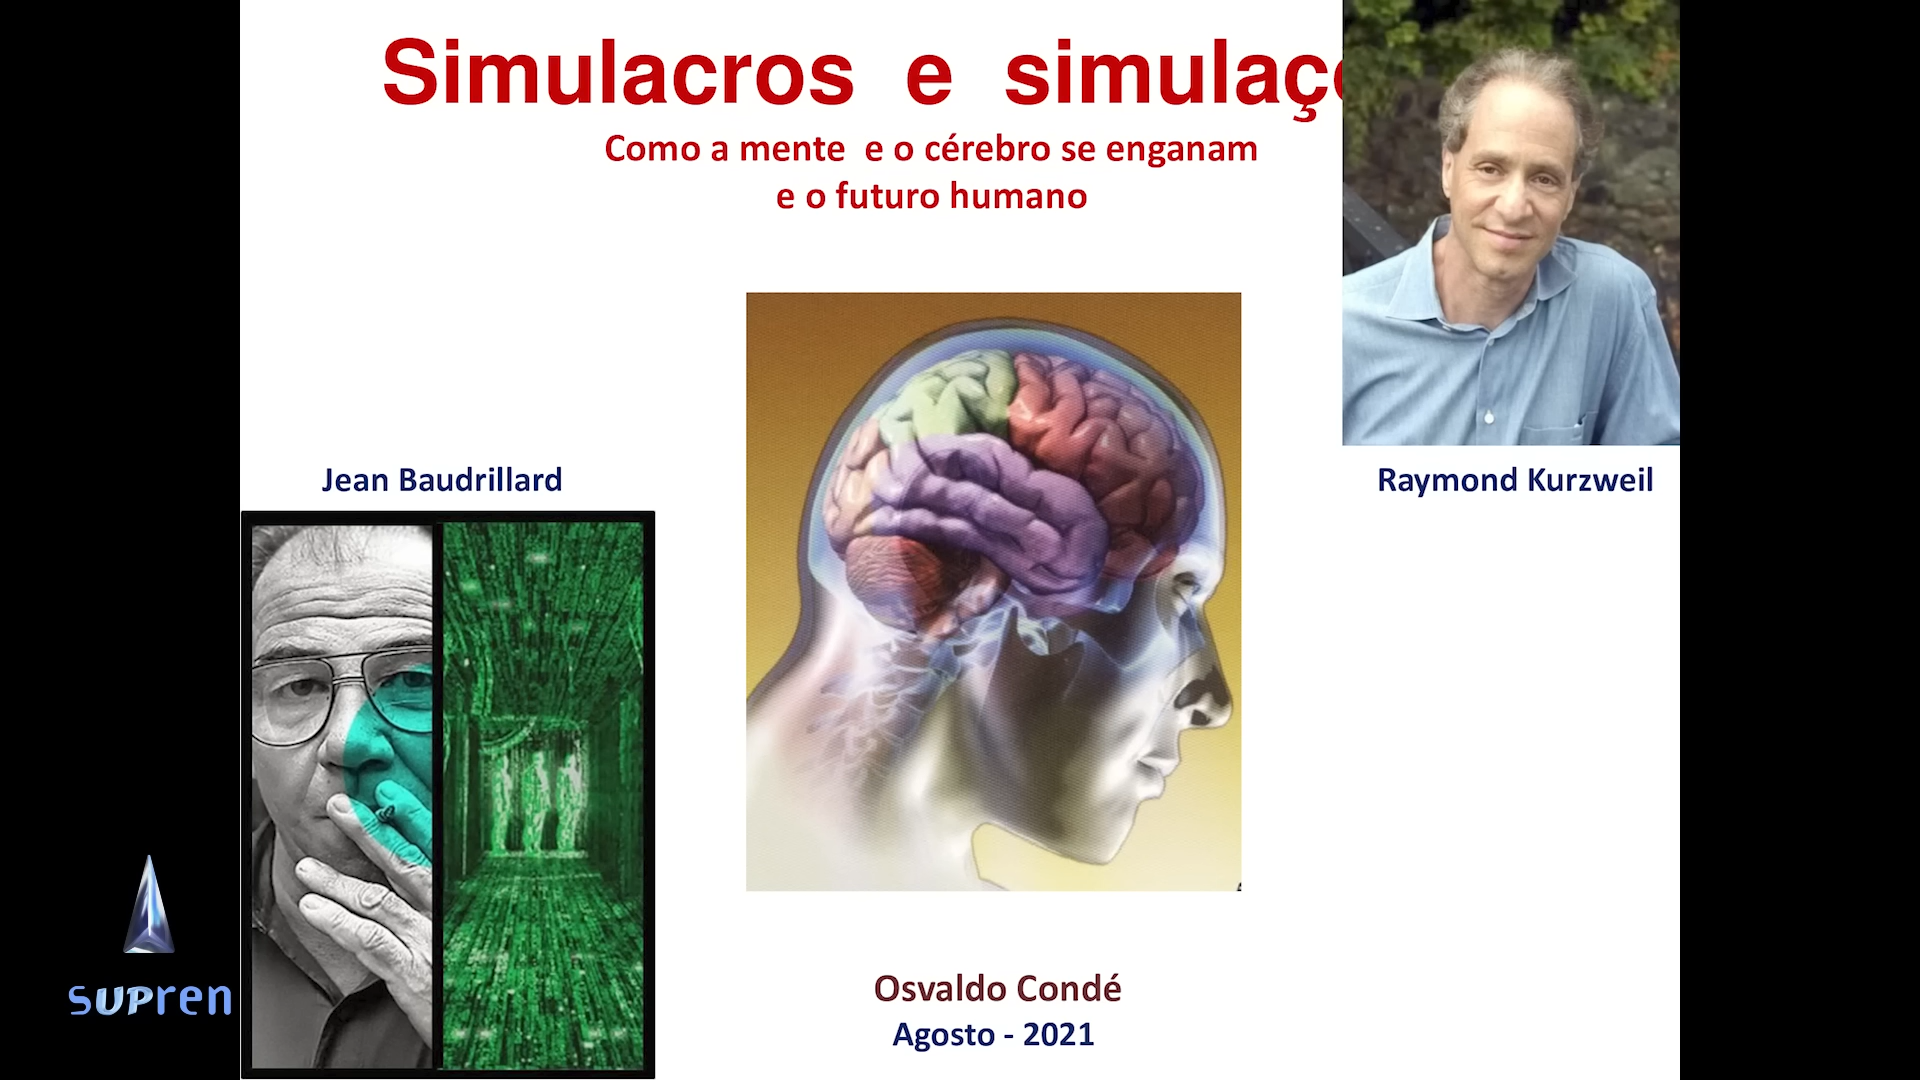 Simulacros e simulaç
Como a mente e o cérebro se enganam
e o futuro humano
Jean Baudrillard
Raymond Kurzweil
Osvaldo Condé
Agosto - 2021
suPren